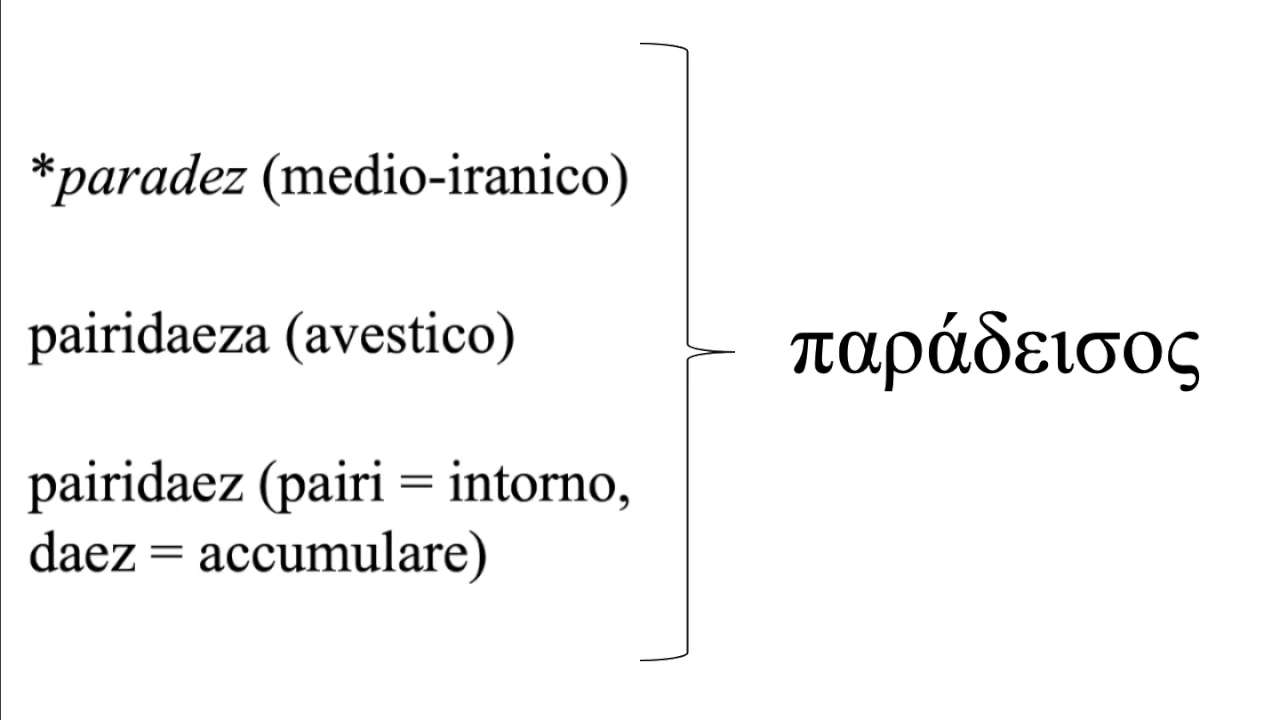 *paradez (medio-iranico)
pairidaeza (avestico)
pairidaez (pairi = intorno,
daez = accumulare)
παράδεισος